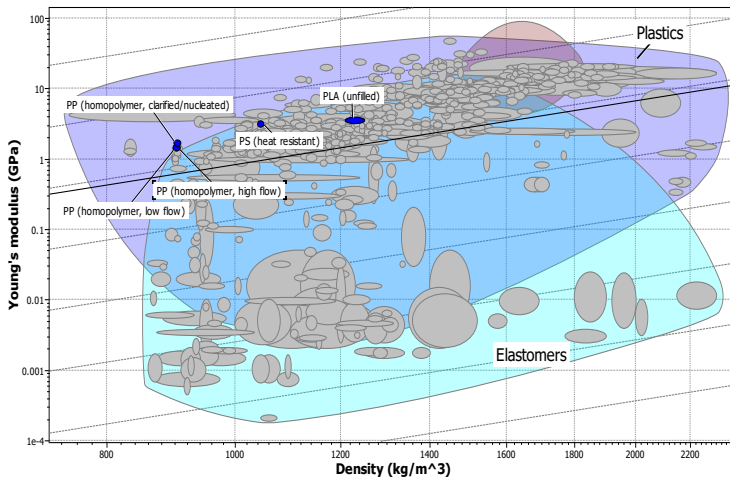 100
Plastics
10
PP (homopolymer, clarified/nucleated)
PLA (unfilled)
PS (heat resistant)
1
PP (homopolymer, high flow)
PP (homopolymer, low flow)
0.1
Young's modulus (GPa)
0.01
Elastomers
0.001
1e-4
800
1000
1200
1400
1600
1800
2000
2200
Density (kg/m^3)